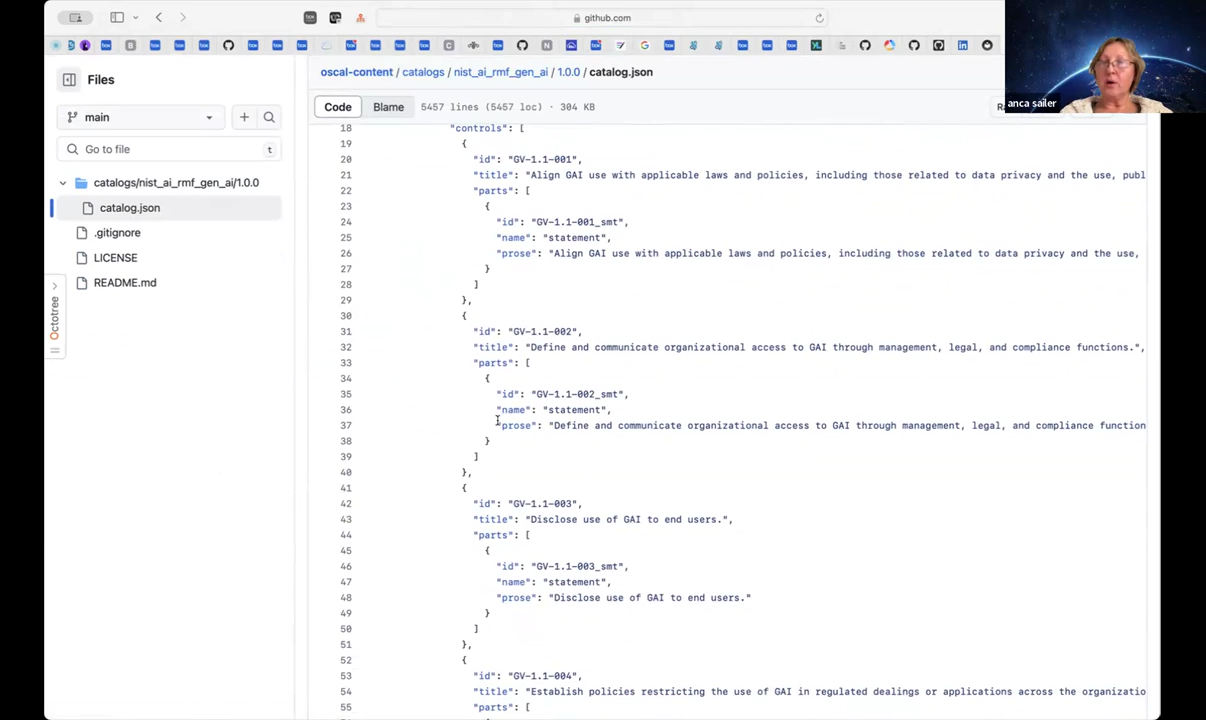 github.com
Files
main
Go to file
t
catalogs/nist_ai_rmf_gen_ai/1.0.0
catalog.json
.gitignore
LICENSE
README.md
Octotree
oscal-content / catalogs / nist_ai_rmf_gen_ai / 1.0.0 / catalog.json
Code Blame 5457 lines (5457 loc) · 304 KB
anca sailer
18 "controls": [
19 {
20 "id": "GV-1.1-001",
21 "title": "Align GAI use with applicable laws and policies, including those related to data privacy and the use, publ
22 "parts": [
23 {
24 "id": "GV-1.1-001_smt",
25 "name": "statement",
26 "prose": "Align GAI use with applicable laws and policies, including those related to data privacy and the use,
27 }
28 ]
29 },
30 {
31 "id": "GV-1.1-002",
32 "title": "Define and communicate organizational access to GAI through management, legal, and compliance functions.",
33 "parts": [
34 {
35 "id": "GV-1.1-002_smt",
36 "name": "statement",
37 "prose": "Define and communicate organizational access to GAI through management, legal, and compliance function
38 }
39 ]
40 },
41 {
42 "id": "GV-1.1-003",
43 "title": "Disclose use of GAI to end users.",
44 "parts": [
45 {
46 "id": "GV-1.1-003_smt",
47 "name": "statement",
48 "prose": "Disclose use of GAI to end users."
49 }
50 ]
51 },
52 {
53 "id": "GV-1.1-004",
54 "title": "Establish policies restricting the use of GAI in regulated dealings or applications across the organizatio
55 "parts": [